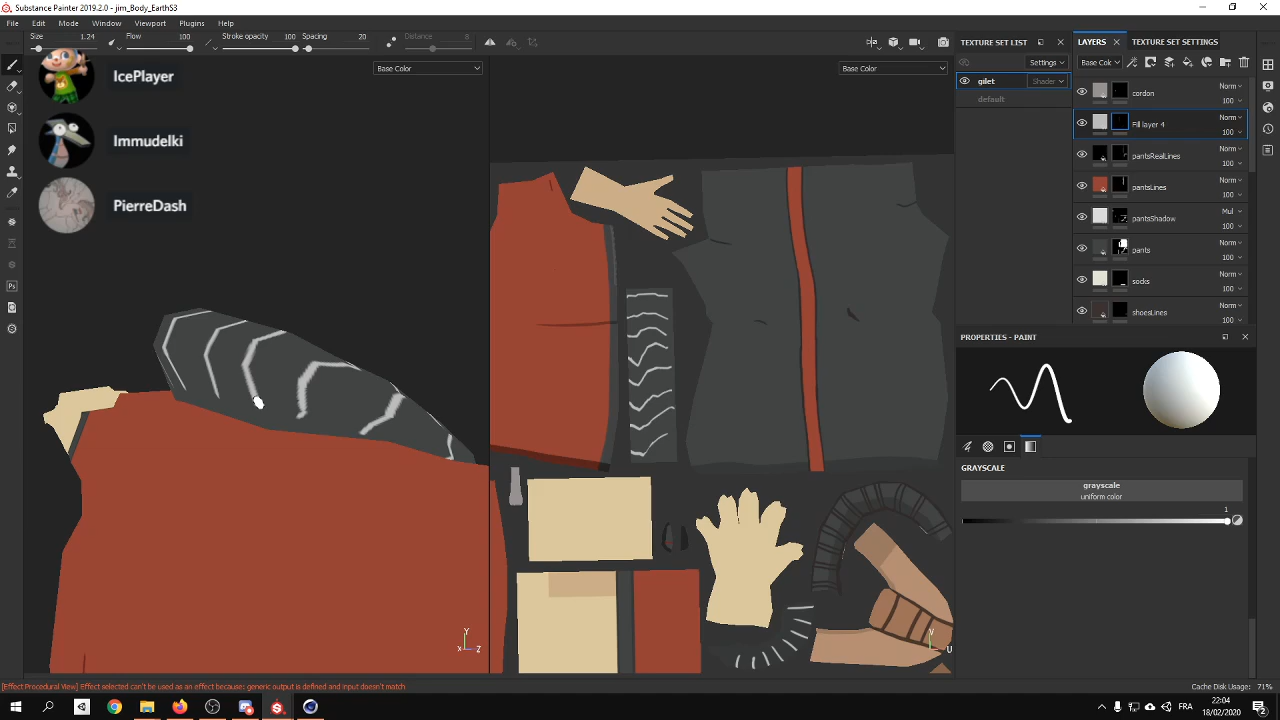 Substance Painter 2019.2.0 - jim_Body_EarthS3
File Edit Mode Window Viewport Plugins Help
Size 1.24 Flow 100 Stroke opacity 100 Spacing 20 Distance 8
Base Color
Base Color
IcePlayer
Immudelki
PierreDash
TEXTURE SET LIST
Settings
gilet Shader
default
LAYERS TEXTURE SET SETTINGS
Base Col
cordon Norm 100
Fill layer 4 Norm 100
pantsRealLines Norm 100
pantsLines Norm 100
pantsShadow Mul 100
pants Norm 100
socks Norm 100
shoesLines Norm 100
PROPERTIES - PAINT
GRAYSCALE
grayscale
uniform color
1
Y
X Z
V
U
[Effect Procedural View] Effect selected can't be used as an effect because: generic output is defined and input doesn't match
Cache Disk Usage: 71%
FRA
22:04
18/02/2020
2